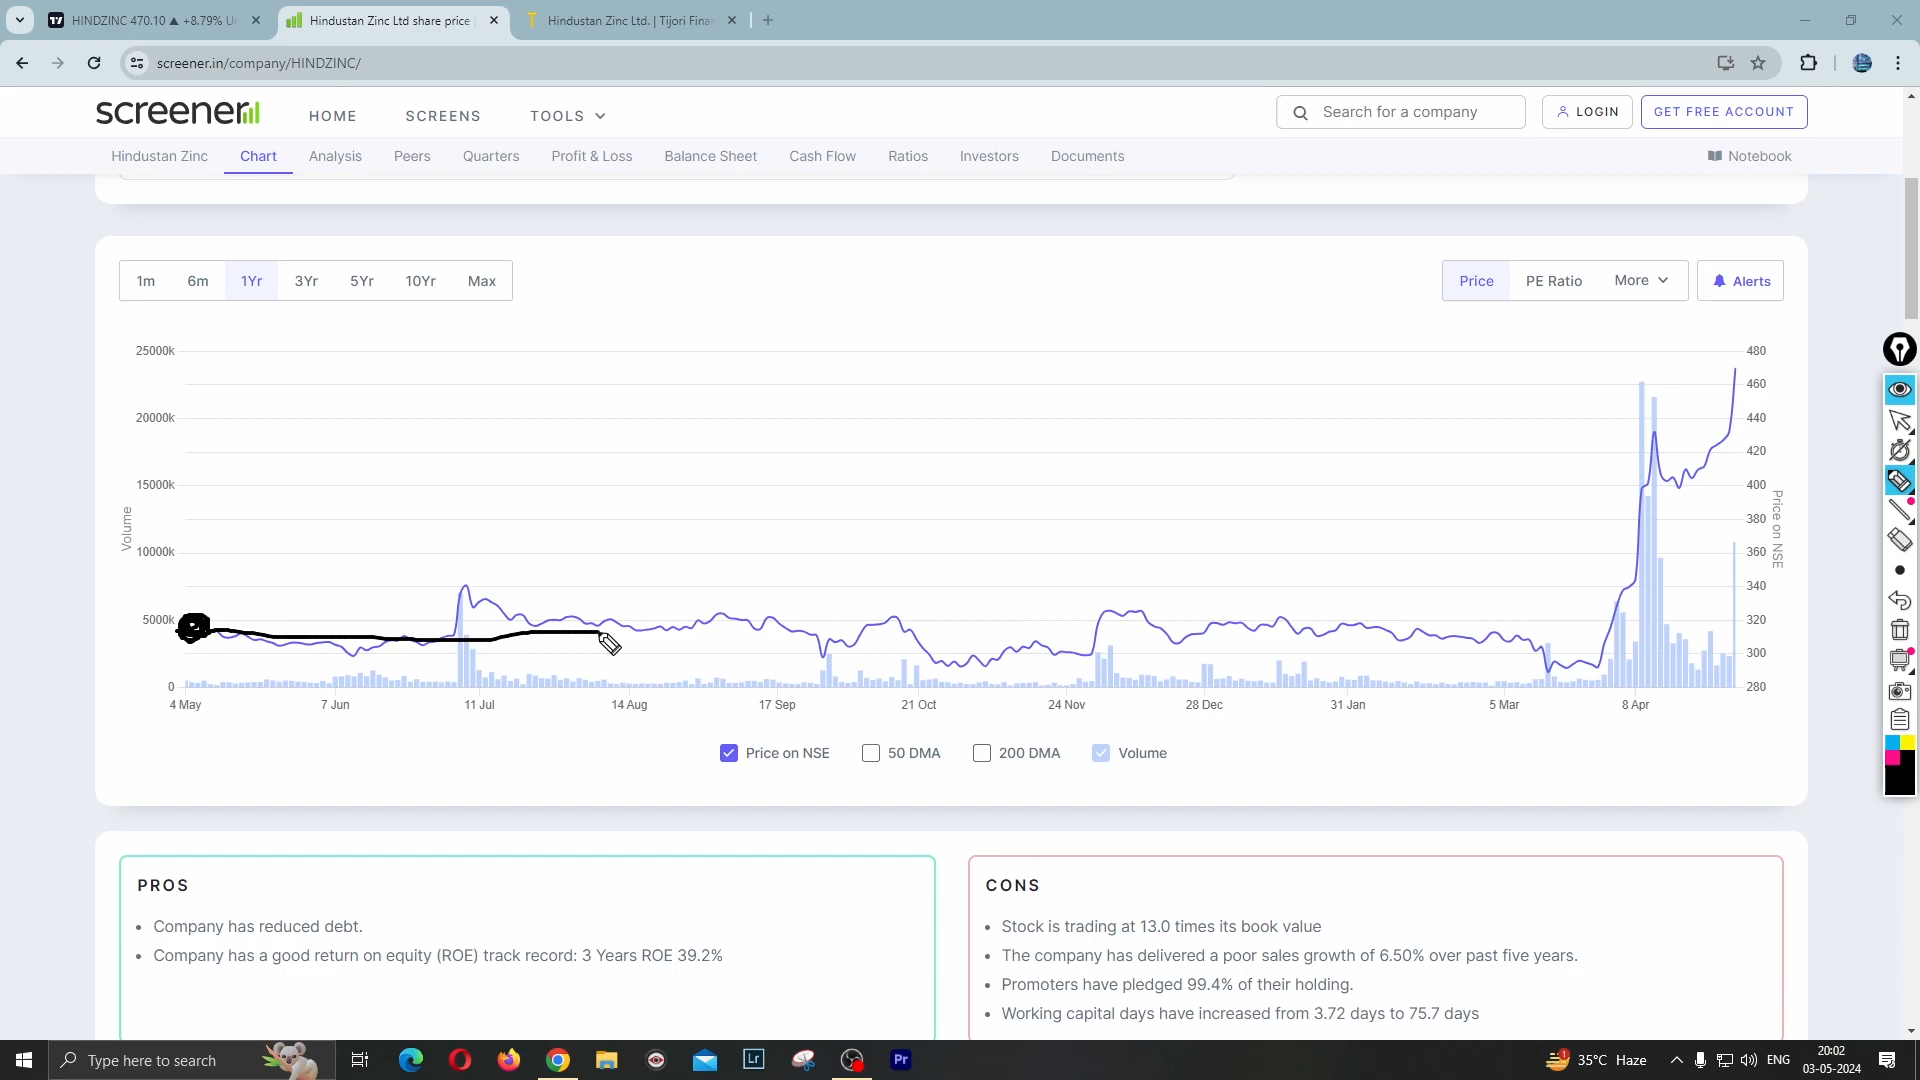 HINDZINC 470.10 ▲ +8.79% Ur
Hindustan Zinc Ltd share price
Hindustan Zinc Ltd. | Tijori Finan
screener.in/company/HINDZINC/
screener
HOME
SCREENS
TOOLS
Search for a company
LOGIN
GET FREE ACCOUNT
Hindustan Zinc
Chart
Analysis
Peers
Quarters
Profit & Loss
Balance Sheet
Cash Flow
Ratios
Investors
Documents
Notebook
1m
6m
1Yr
3Yr
5Yr
10Yr
Max
Price
PE Ratio
More
Alerts
25000k
20000k
15000k
10000k
5000k
0
Volume
480
460
440
420
400
380
360
340
320
300
280
Price on NSE
4 May
7 Jun
11 Jul
14 Aug
17 Sep
21 Oct
24 Nov
28 Dec
31 Jan
5 Mar
8 Apr
Price on NSE
50 DMA
200 DMA
Volume
PROS
Company has reduced debt.
Company has a good return on equity (ROE) track record: 3 Years ROE 39.2%
CONS
Stock is trading at 13.0 times its book value
The company has delivered a poor sales growth of 6.50% over past five years.
Promoters have pledged 99.4% of their holding.
Working capital days have increased from 3.72 days to 75.7 days
Type here to search
Lr
Pr
1
35°C Haze
ENG
20:02
03-05-2024